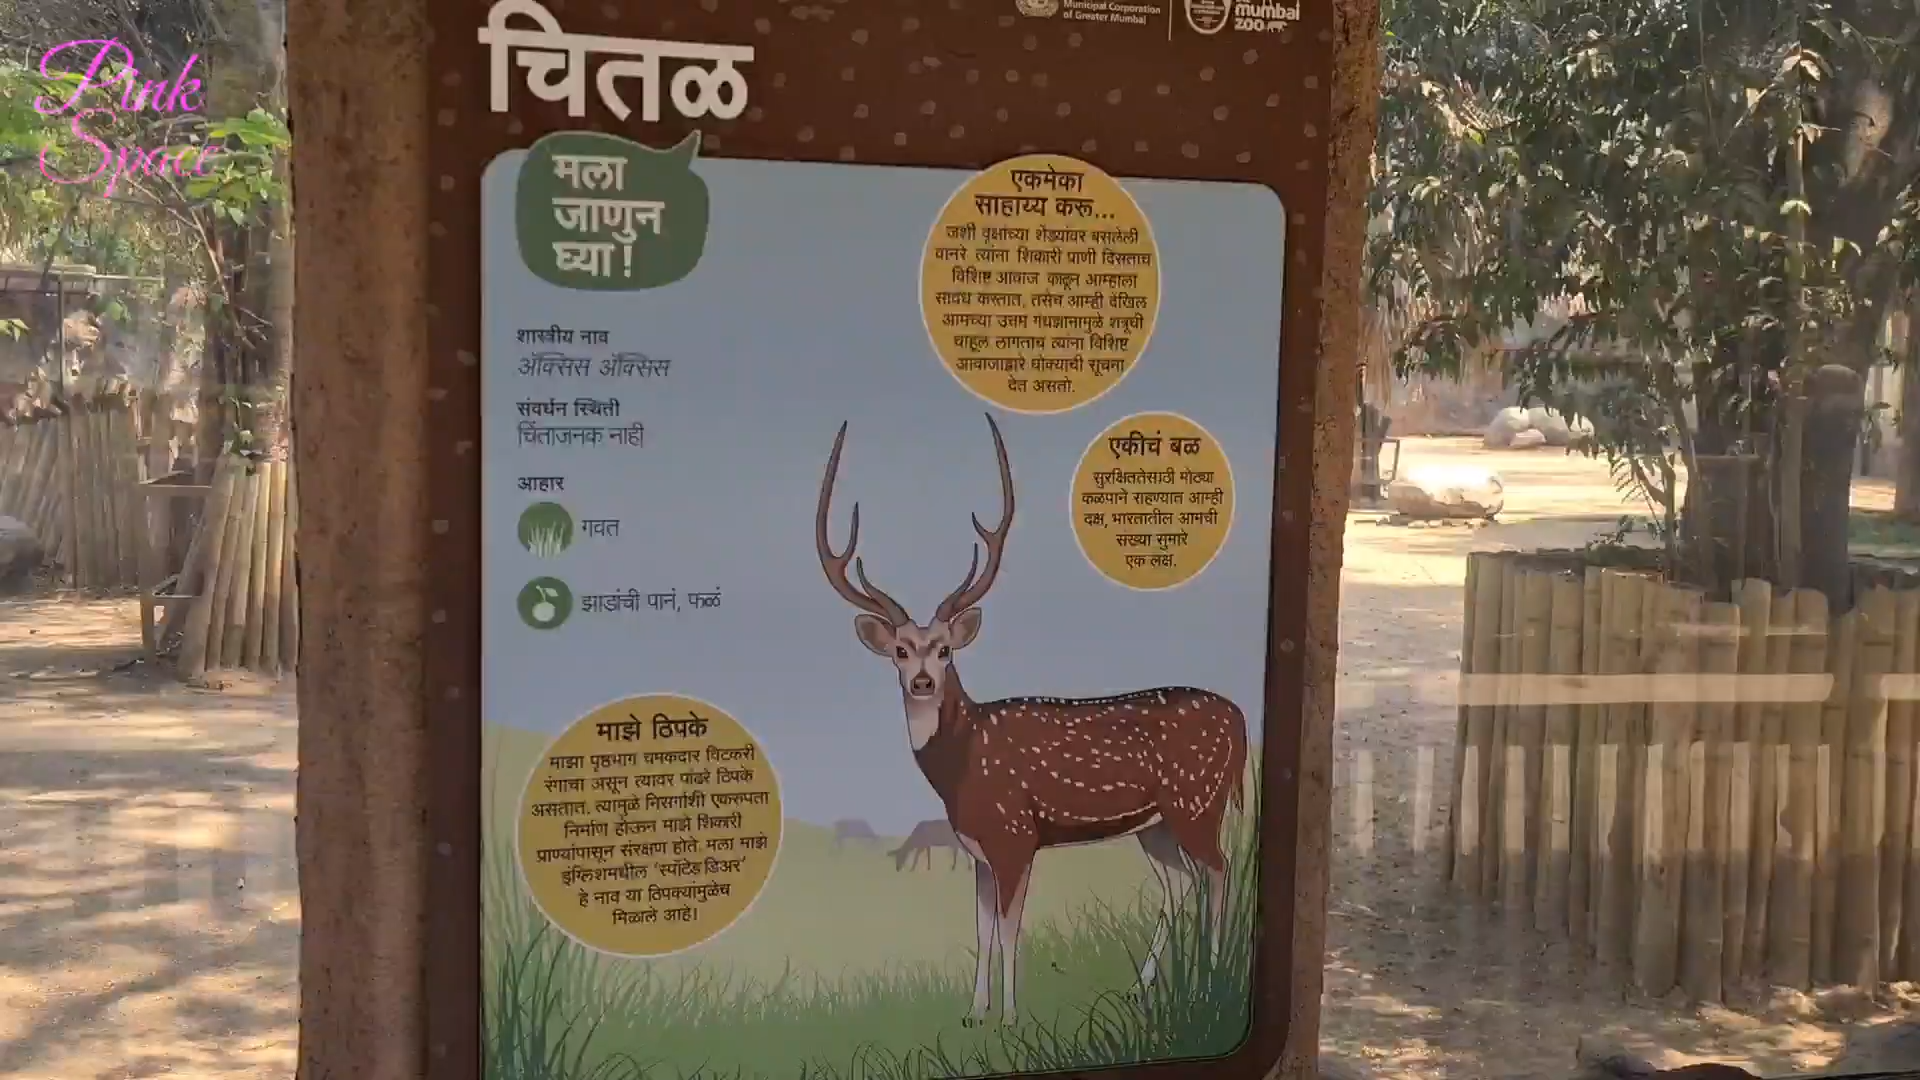 Pink
Space
Municipal Corporation
of Greater Mumbai
mumbai
zoo
चितळ
मला
जाणुन
घ्या!
शास्त्रीय नाव
ॲक्सिस ॲक्सिस
संवर्धन स्थिती
चिंताजनक नाही
आहार
गवत
झाडांची पानं, फळं
एकमेका
साहाय्य करू...
जशी वृक्षांच्या शेंड्यांवर बसलेली
वानरे त्यांना शिकारी प्राणी दिसताच
विशिष्ट आवाज काढून आम्हाला
सावध करतात, तसेच आम्ही देखिल
आमच्या उत्तम गंधज्ञानामुळे शत्रूची
चाहूल लागताच त्यांना विशिष्ट
आवाजाद्वारे धोक्याची सूचना
देत असतो.
एकीचं बळ
सुरक्षिततेसाठी मोठ्या
कळपाने राहण्यात आम्ही
दक्ष, भारतातील आमची
संख्या सुमारे
एक लक्ष.
माझे ठिपके
माझा पृष्ठभाग चमकदार विटकरी
रंगाचा असून त्यावर पांढरे ठिपके
असतात. त्यामुळे निसर्गाशी एकरुपता
निर्माण होऊन माझे शिकारी
प्राण्यांपासून संरक्षण होते. मला माझे
इंग्लिशमधील 'स्पॉटेड डिअर'
हे नाव या ठिपक्यांमुळेच
मिळाले आहे।